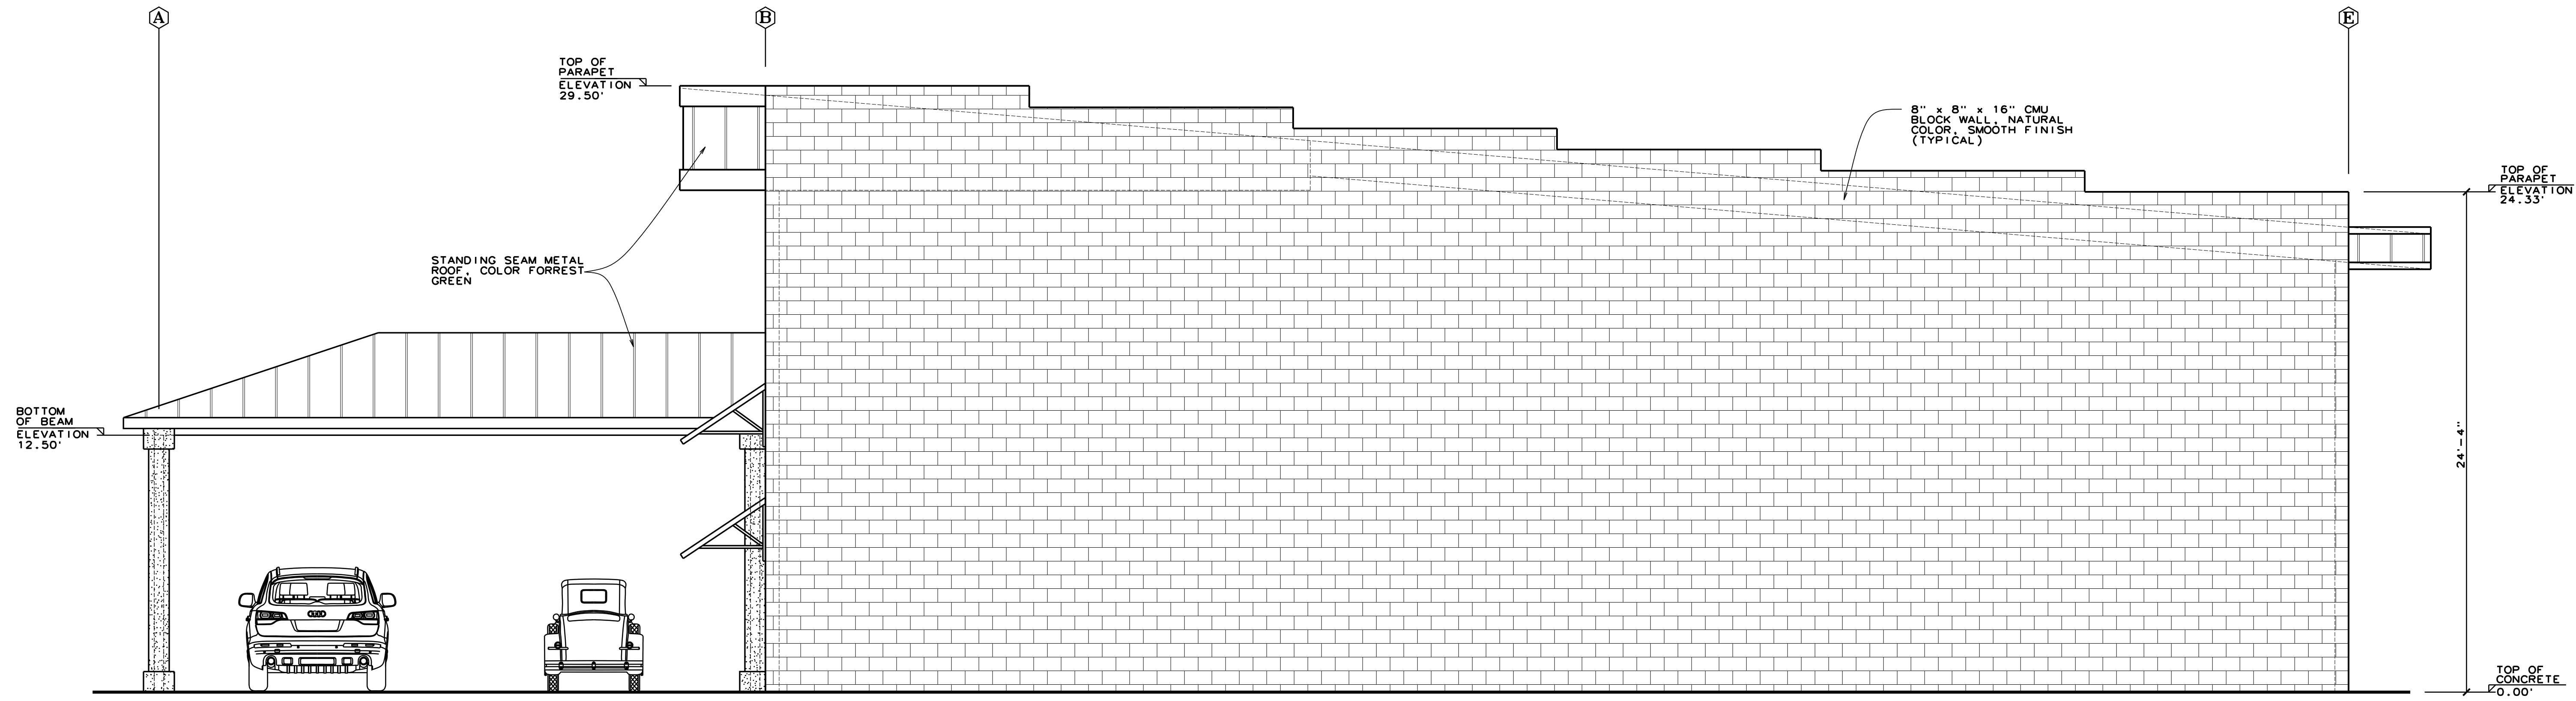 A
B
E
TOP OF
PARAPET
ELEVATION
29.50'
8" x 8" x 16" CMU
BLOCK WALL, NATURAL
COLOR, SMOOTH FINISH
(TYPICAL)
TOP OF
PARAPET
ELEVATION
24.33'
STANDING SEAM METAL
ROOF, COLOR FORREST
GREEN
BOTTOM
OF BEAM
ELEVATION
12.50'
24'-4"
TOP OF
CONCRETE
0.00'